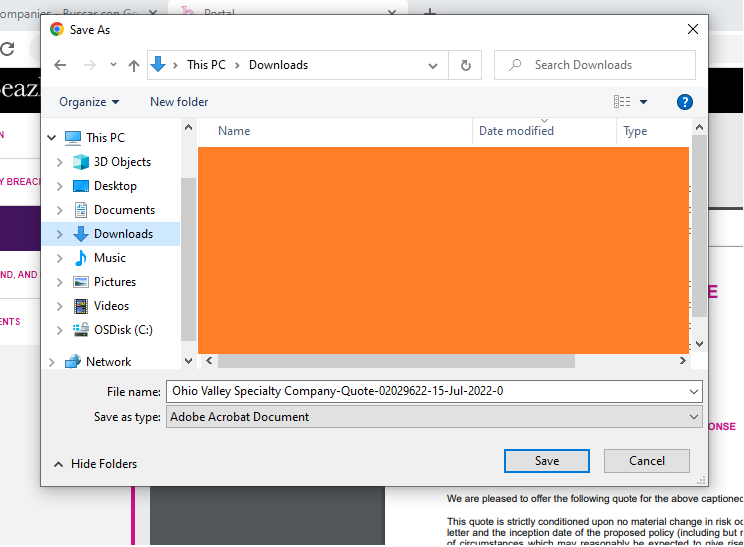 ompanies - Buscar con Go
Portal
Save As
This PC
Downloads
Search Downloads
Organize
New folder
Name
Date modified
Type
This PC
3D Objects
Desktop
Documents
Downloads
Music
Pictures
Videos
OSDisk (C:)
Network
File name: Ohio Valley Specialty Company-Quote-02029622-15-Jul-2022-0
Save as type: Adobe Acrobat Document
Hide Folders
Save
Cancel
eaz
N
Y BREAC
ND, AND
ENTS
E
ONSE
We are pleased to offer the following quote for the above captioned
This quote is strictly conditioned upon no material change in risk oc
letter and the inception date of the proposed policy (including but n
of circumstances which may reasonably be expected to give rise